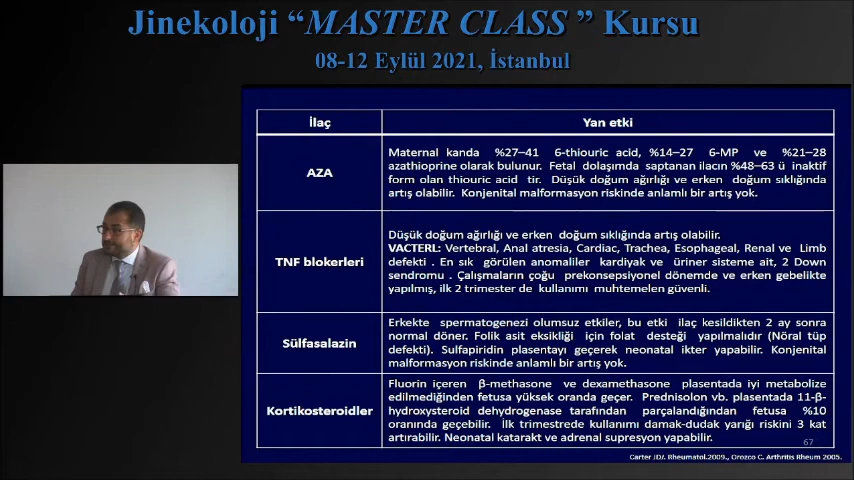 Jinekoloji “MASTER CLASS ” Kursu
08-12 Eylül 2021, İstanbul
İlaç
Yan etki
AZA
Maternal kanda %27–41 6-thiouric acid, %14–27 6-MP ve %21–28
azathioprine olarak bulunur. Fetal dolaşımda saptanan ilacın %48–63 ü inaktif
form olan thiouric acid tir. Düşük doğum ağırlığı ve erken doğum sıklığında
artış olabilir. Konjenital malformasyon riskinde anlamlı bir artış yok.
TNF blokerleri
Düşük doğum ağırlığı ve erken doğum sıklığında artış olabilir.
VACTERL: Vertebral, Anal atresia, Cardiac, Trachea, Esophageal, Renal ve Limb
defekti . En sık görülen anomaliler kardiyak ve üriner sisteme ait, 2 Down
sendromu . Çalışmaların çoğu prekonsepsiyonel dönemde ve erken gebelikte
yapılmış, ilk 2 trimester de kullanımı muhtemelen güvenli.
Sülfasalazin
Erkekte spermatogenezi olumsuz etkiler, bu etki ilaç kesildikten 2 ay sonra
normal döner. Folik asit eksikliği için folat desteği yapılmalıdır (Nöral tüp
defekti). Sulfapiridin plasentayı geçerek neonatal ikter yapabilir. Konjenital
malformasyon riskinde anlamlı bir artış yok.
Kortikosteroidler
Fluorin içeren β-methasone ve dexamethasone plasentada iyi metabolize
edilmediğinden fetusa yüksek oranda geçer. Prednisolon vb. plasentada 11-β-
hydroxysteroid dehydrogenase tarafından parçalandığından fetusa %10
oranında geçebilir. İlk trimestrede kullanımı damak-dudak yarığı riskini 3 kat
artırabilir. Neonatal katarakt ve adrenal supresyon yapabilir.
67
Carter JD/. Rheumatol.2009., Orozco C. Arthritis Rheum 2005.